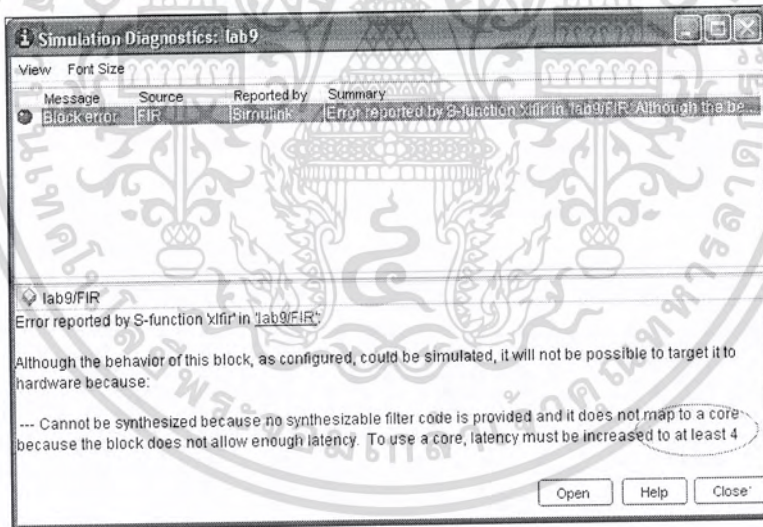 Simulation Diagnostics: lab9
View Font Size
Message Source Reported by Summary
Block error FIR Simulink Error reported by S-function 'xlfir' in 'lab9/FIR': Although the be...
lab9/FIR
Error reported by S-function 'xlfir' in 'lab9/FIR':
Although the behavior of this block, as configured, could be simulated, it will not be possible to target it to
hardware because:
--- Cannot be synthesized because no synthesizable filter code is provided and it does not map to a core
because the block does not allow enough latency. To use a core, latency must be increased to at least 4
Open Help Close